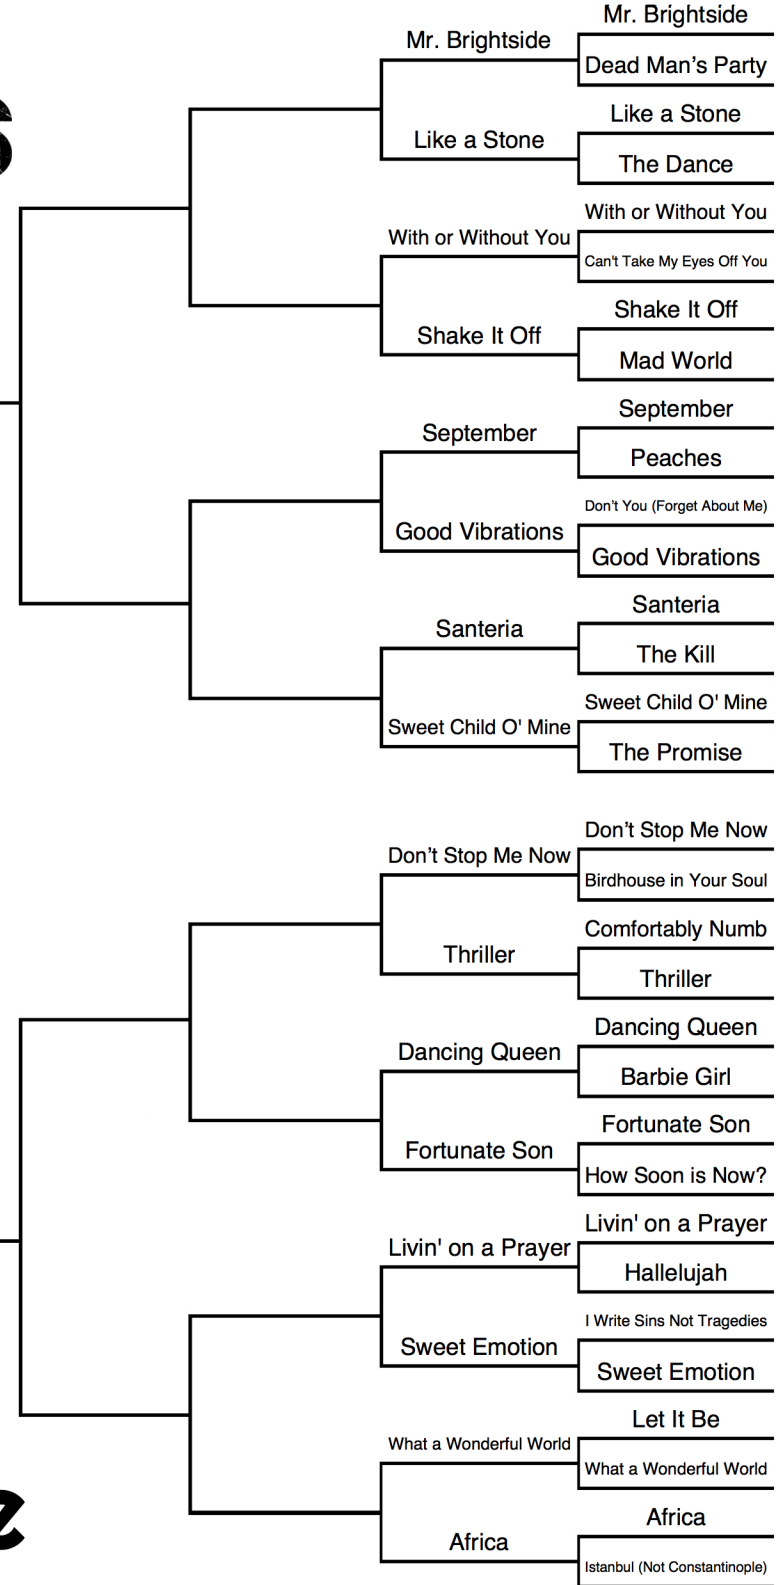 Mr. Brightside
Mr. Brightside
Dead Man’s Party
Like a Stone
Like a Stone
The Dance
With or Without You
With or Without You
Can't Take My Eyes Off You
Shake It Off
Shake It Off
Mad World
September
September
Peaches
Don’t You (Forget About Me)
Good Vibrations
Good Vibrations
Santeria
Santeria
The Kill
Sweet Child O' Mine
Sweet Child O' Mine
The Promise
Don’t Stop Me Now
Don’t Stop Me Now
Birdhouse in Your Soul
Comfortably Numb
Thriller
Thriller
Dancing Queen
Dancing Queen
Barbie Girl
Fortunate Son
Fortunate Son
How Soon is Now?
Livin' on a Prayer
Livin' on a Prayer
Hallelujah
I Write Sins Not Tragedies
Sweet Emotion
Sweet Emotion
Let It Be
What a Wonderful World
What a Wonderful World
Africa
Africa
Istanbul (Not Constantinople)